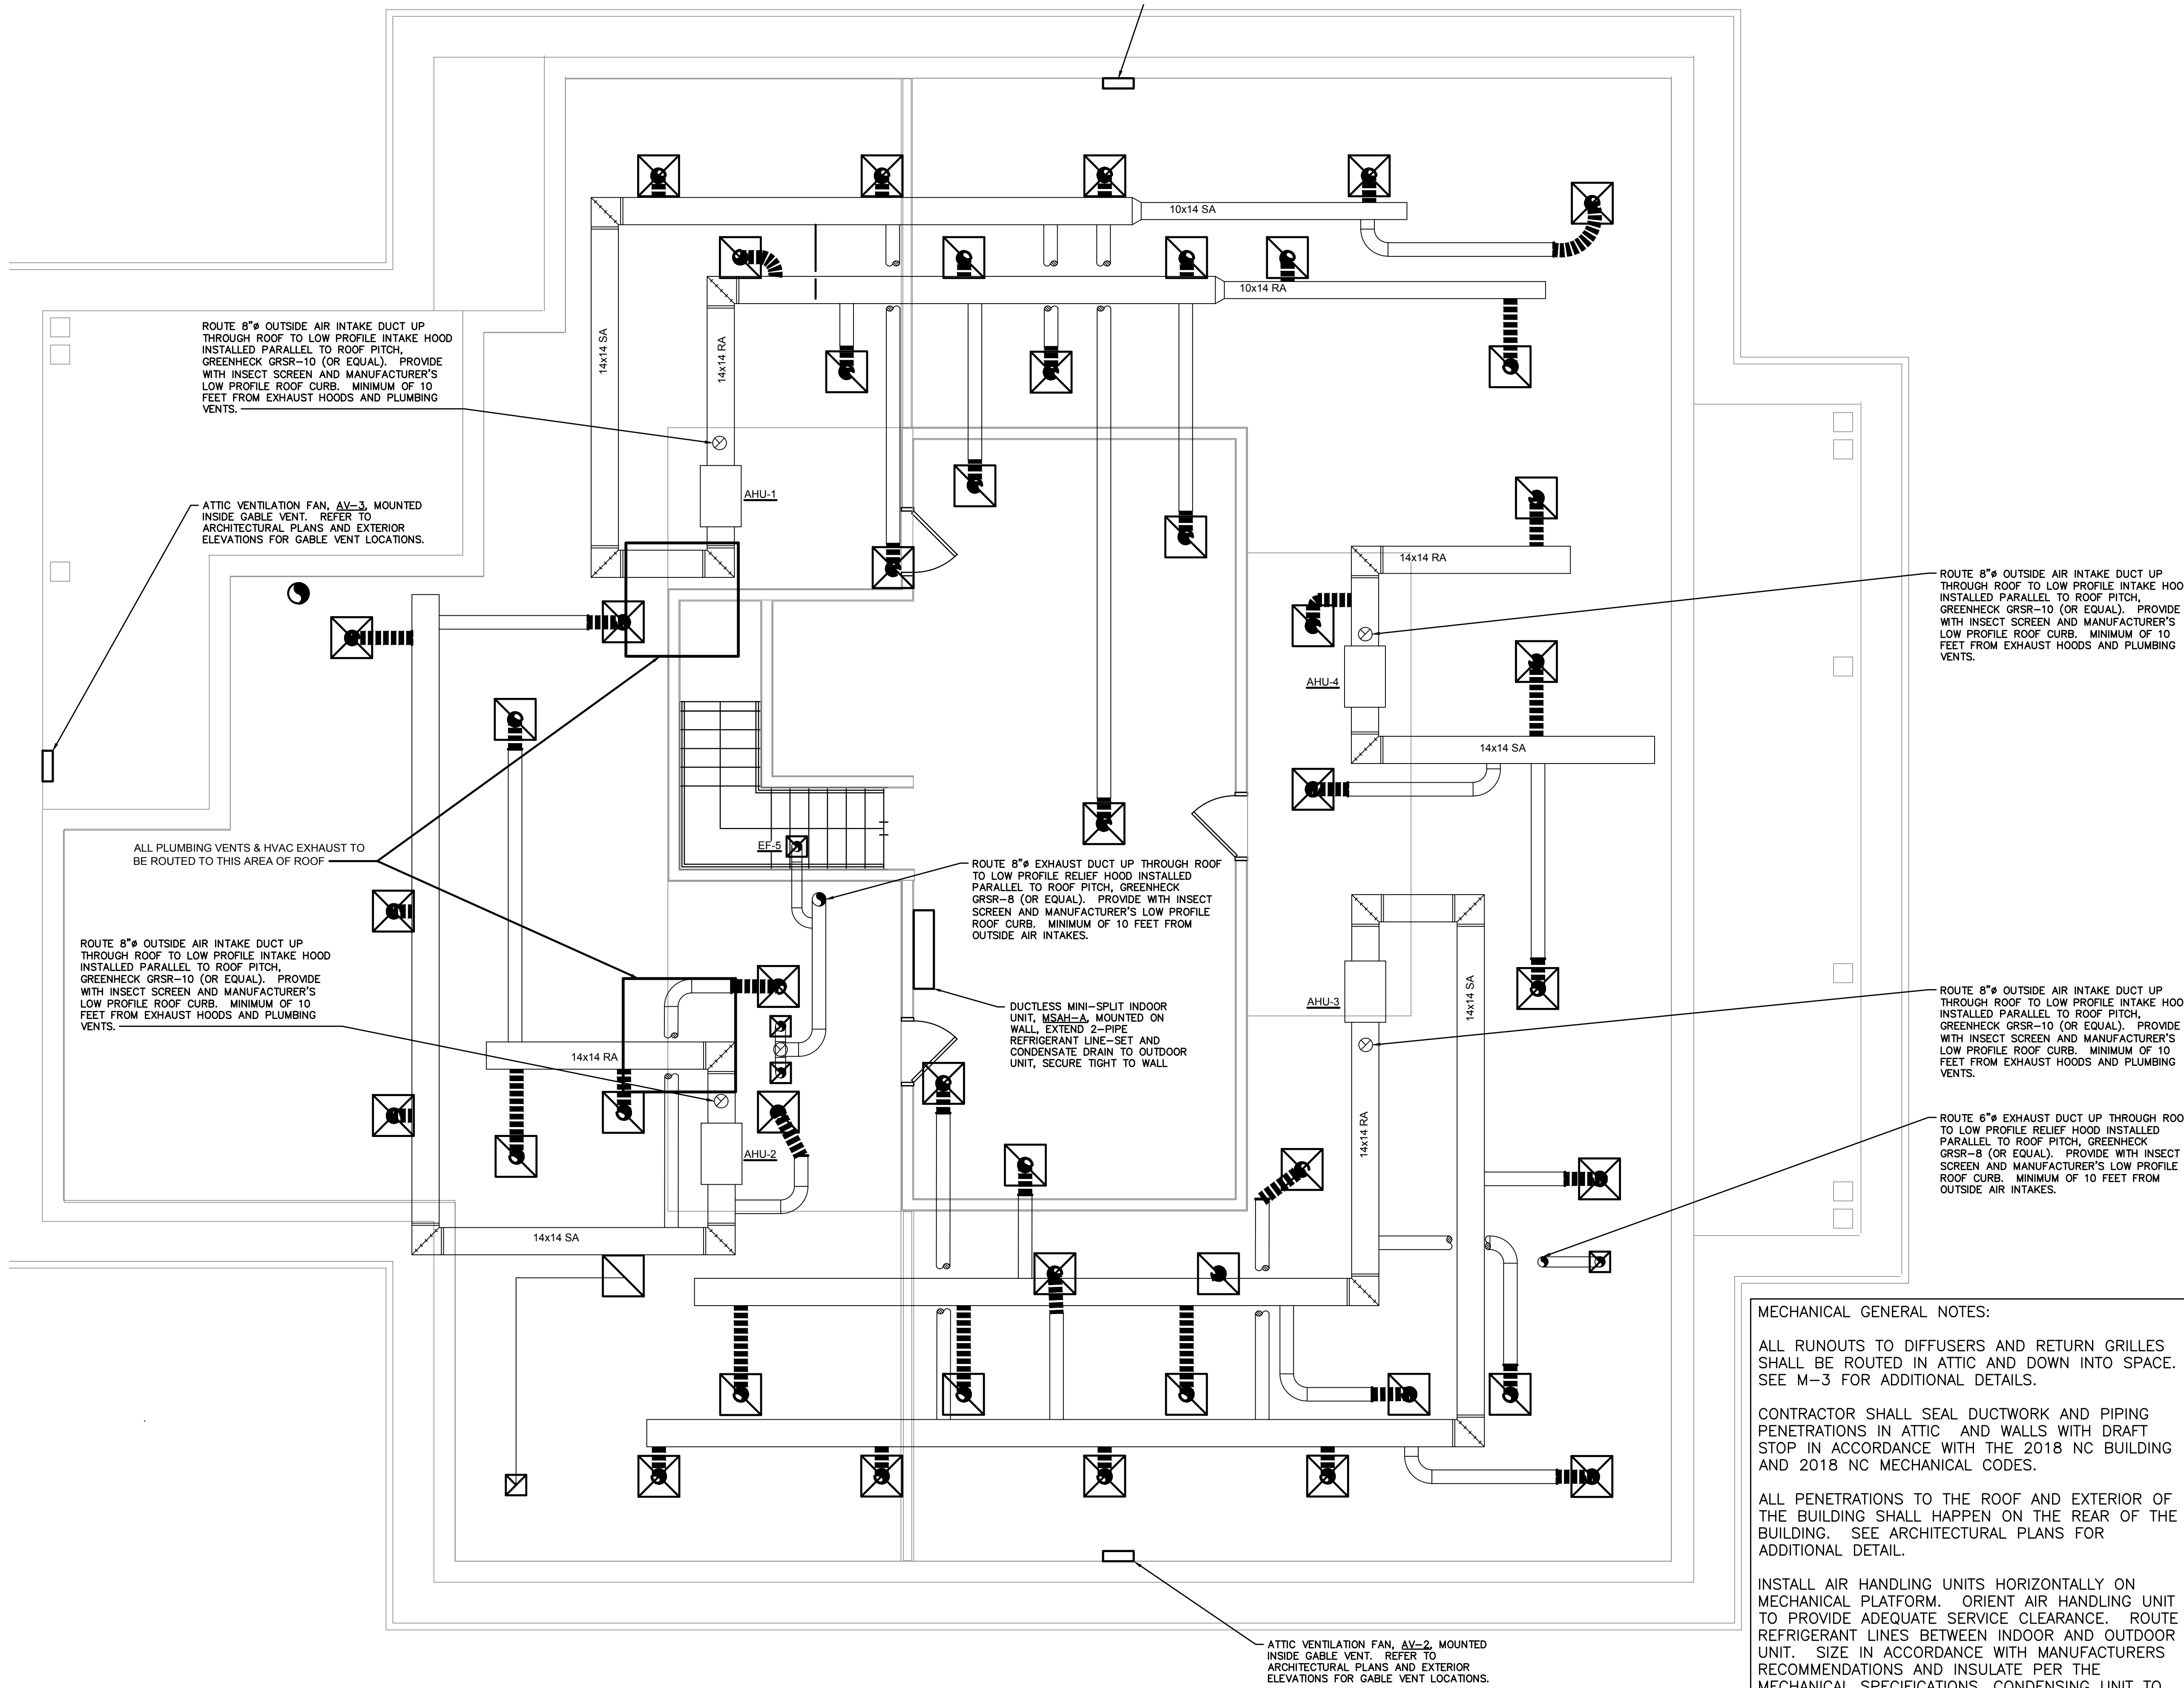 10x14 SA
10x14 RA
ROUTE 8"ø OUTSIDE AIR INTAKE DUCT UP
THROUGH ROOF TO LOW PROFILE INTAKE HOOD
INSTALLED PARALLEL TO ROOF PITCH,
GREENHECK GRSR-10 (OR EQUAL).  PROVIDE
WITH INSECT SCREEN AND MANUFACTURER'S
LOW PROFILE ROOF CURB.  MINIMUM OF 10
FEET FROM EXHAUST HOODS AND PLUMBING
VENTS.
14x14 SA
14x14 RA
AHU-1
ATTIC VENTILATION FAN, AV-3, MOUNTED
INSIDE GABLE VENT.  REFER TO
ARCHITECTURAL PLANS AND EXTERIOR
ELEVATIONS FOR GABLE VENT LOCATIONS.
14x14 RA
AHU-4
14x14 SA
ROUTE 8"ø OUTSIDE AIR INTAKE DUCT UP
THROUGH ROOF TO LOW PROFILE INTAKE HOO
INSTALLED PARALLEL TO ROOF PITCH,
GREENHECK GRSR-10 (OR EQUAL).  PROVIDE
WITH INSECT SCREEN AND MANUFACTURER'S
LOW PROFILE ROOF CURB.  MINIMUM OF 10
FEET FROM EXHAUST HOODS AND PLUMBING
VENTS.
ALL PLUMBING VENTS & HVAC EXHAUST TO
BE ROUTED TO THIS AREA OF ROOF
EF-5
ROUTE 8"ø EXHAUST DUCT UP THROUGH ROOF
TO LOW PROFILE RELIEF HOOD INSTALLED
PARALLEL TO ROOF PITCH, GREENHECK
GRSR-8 (OR EQUAL).  PROVIDE WITH INSECT
SCREEN AND MANUFACTURER'S LOW PROFILE
ROOF CURB.  MINIMUM OF 10 FEET FROM
OUTSIDE AIR INTAKES.
ROUTE 8"ø OUTSIDE AIR INTAKE DUCT UP
THROUGH ROOF TO LOW PROFILE INTAKE HOOD
INSTALLED PARALLEL TO ROOF PITCH,
GREENHECK GRSR-10 (OR EQUAL).  PROVIDE
WITH INSECT SCREEN AND MANUFACTURER'S
LOW PROFILE ROOF CURB.  MINIMUM OF 10
FEET FROM EXHAUST HOODS AND PLUMBING
VENTS.
DUCTLESS MINI-SPLIT INDOOR
UNIT, MSAH-A, MOUNTED ON
WALL, EXTEND 2-PIPE
REFRIGERANT LINE-SET AND
CONDENSATE DRAIN TO OUTDOOR
UNIT, SECURE TIGHT TO WALL
14x14 RA
AHU-2
14x14 SA
AHU-3
14x14 SA
14x14 RA
ROUTE 8"ø OUTSIDE AIR INTAKE DUCT UP
THROUGH ROOF TO LOW PROFILE INTAKE HOO
INSTALLED PARALLEL TO ROOF PITCH,
GREENHECK GRSR-10 (OR EQUAL).  PROVIDE
WITH INSECT SCREEN AND MANUFACTURER'S
LOW PROFILE ROOF CURB.  MINIMUM OF 10
FEET FROM EXHAUST HOODS AND PLUMBING
VENTS.
ROUTE 6"ø EXHAUST DUCT UP THROUGH ROO
TO LOW PROFILE RELIEF HOOD INSTALLED
PARALLEL TO ROOF PITCH, GREENHECK
GRSR-8 (OR EQUAL).  PROVIDE WITH INSECT
SCREEN AND MANUFACTURER'S LOW PROFILE
ROOF CURB.  MINIMUM OF 10 FEET FROM
OUTSIDE AIR INTAKES.
ATTIC VENTILATION FAN, AV-2, MOUNTED
INSIDE GABLE VENT.  REFER TO
ARCHITECTURAL PLANS AND EXTERIOR
ELEVATIONS FOR GABLE VENT LOCATIONS.
MECHANICAL GENERAL NOTES:
ALL RUNOUTS TO DIFFUSERS AND RETURN GRILLES
SHALL BE ROUTED IN ATTIC AND DOWN INTO SPACE.
SEE M-3 FOR ADDITIONAL DETAILS.
CONTRACTOR SHALL SEAL DUCTWORK AND PIPING
PENETRATIONS IN ATTIC  AND WALLS WITH DRAFT
STOP IN ACCORDANCE WITH THE 2018 NC BUILDING
AND 2018 NC MECHANICAL CODES.
ALL PENETRATIONS TO THE ROOF AND EXTERIOR OF
THE BUILDING SHALL HAPPEN ON THE REAR OF THE
BUILDING.  SEE ARCHITECTURAL PLANS FOR
ADDITIONAL DETAIL.
INSTALL AIR HANDLING UNITS HORIZONTALLY ON
MECHANICAL PLATFORM.  ORIENT AIR HANDLING UNIT
TO PROVIDE ADEQUATE SERVICE CLEARANCE.  ROUTE
REFRIGERANT LINES BETWEEN INDOOR AND OUTDOOR
UNIT.  SIZE IN ACCORDANCE WITH MANUFACTURERS
RECOMMENDATIONS AND INSULATE PER THE
MECHANICAL SPECIFICATIONS. CONDENSING UNIT TO